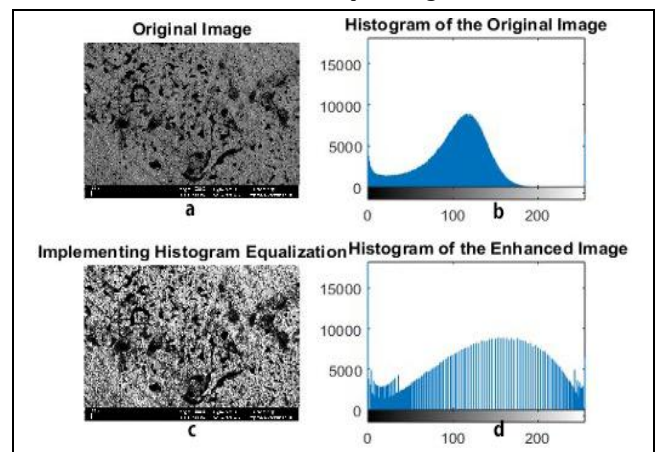 Original Image
Histogram of the Original Image
15000
10000
5000
0
0 100 200
a
b
Implementing Histogram Equalization
Histogram of the Enhanced Image
15000
10000
5000
0
0 100 200
c
d